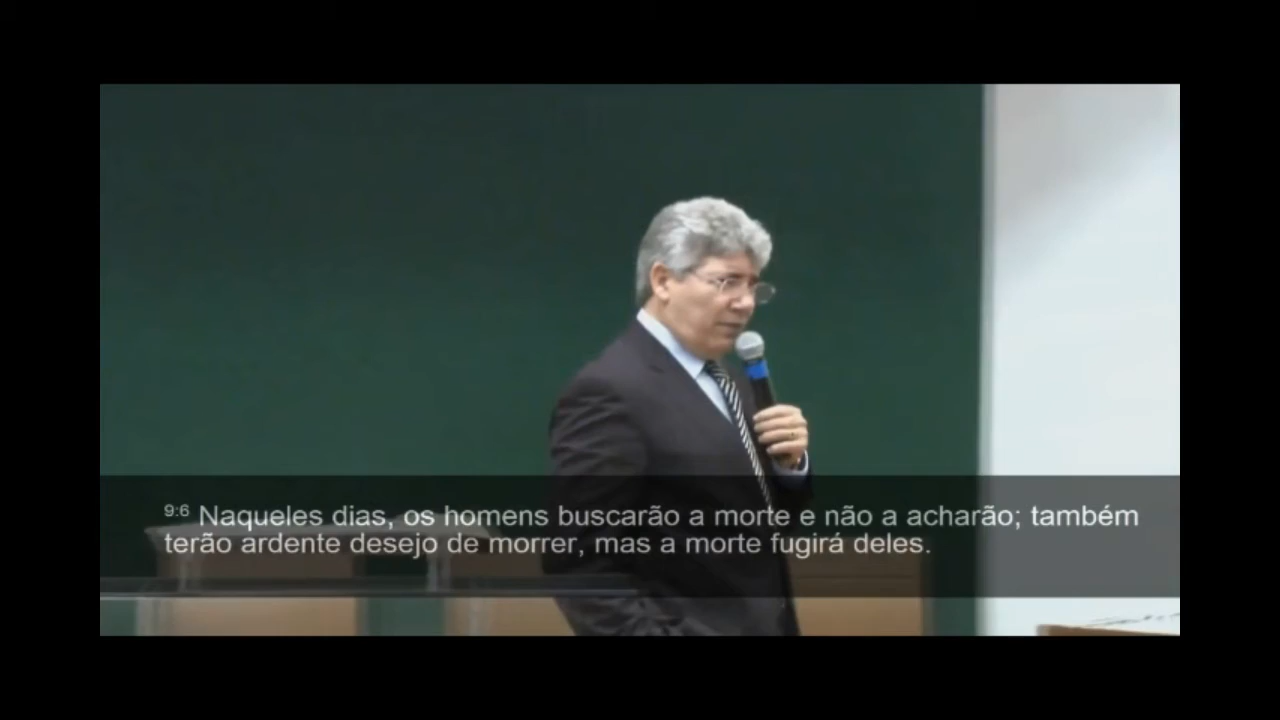 9:6 Naqueles dias, os homens buscarão a morte e não a acharão; também
terão ardente desejo de morrer, mas a morte fugirá deles.